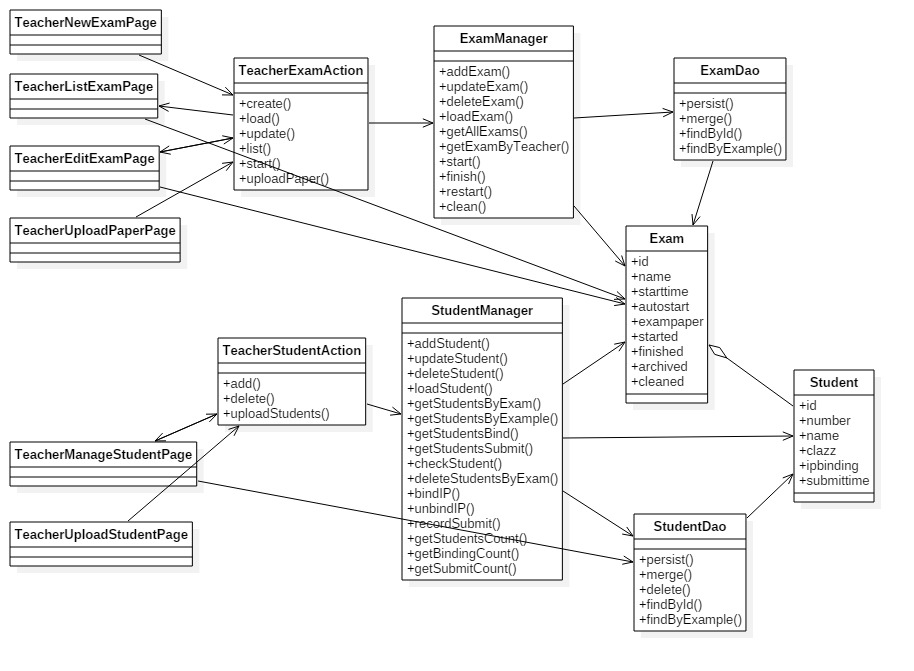 TeacherNewExamPage
TeacherListExamPage
TeacherEditExamPage
TeacherUploadPaperPage
TeacherExamAction
+create()
+load()
+update()
+list()
+start()
+uploadPaper()
ExamManager
+addExam()
+updateExam()
+deleteExam()
+loadExam()
+getAllExams()
+getExamByTeacher()
+start()
+finish()
+restart()
+clean()
ExamDao
+persist()
+merge()
+findById()
+findByExample()
Exam
+id
+name
+starttime
+autostart
+exampaper
+started
+finished
+archived
+cleaned
TeacherStudentAction
+add()
+delete()
+uploadStudents()
TeacherManageStudentPage
TeacherUploadStudentPage
StudentManager
+addStudent()
+updateStudent()
+deleteStudent()
+loadStudent()
+getStudentsByExam()
+getStudentsByExample()
+getStudentsBind()
+getStudentsSubmit()
+checkStudent()
+deleteStudentsByExam()
+bindIP()
+unbindIP()
+recordSubmit()
+getStudentsCount()
+getBindingCount()
+getSubmitCount()
Student
+id
+number
+name
+clazz
+ipbinding
+submittime
StudentDao
+persist()
+merge()
+delete()
+findById()
+findByExample()